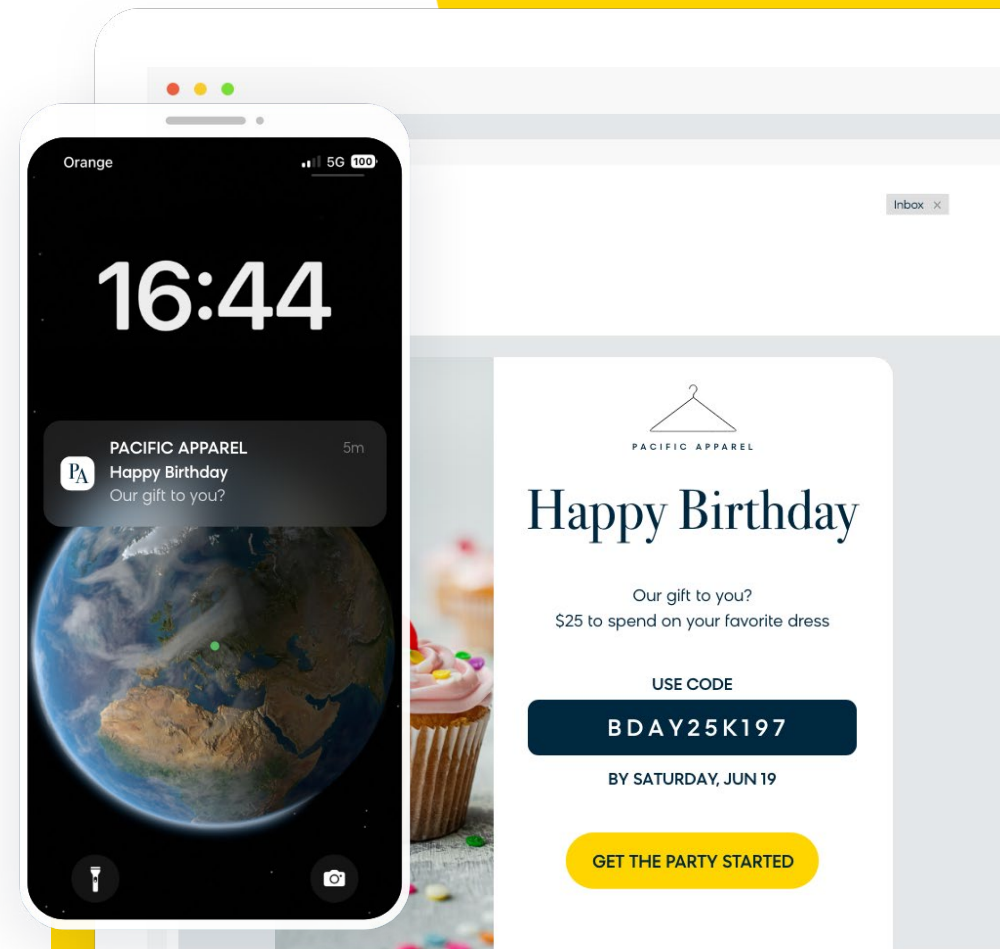 Orange
5G 100
16:44
PACIFIC APPAREL
5m
PA
Happy Birthday
Our gift to you?
Inbox
PACIFIC APPAREL
Happy Birthday
Our gift to you?
$25 to spend on your favorite dress
USE CODE
BDAY25K197
BY SATURDAY, JUN 19
GET THE PARTY STARTED